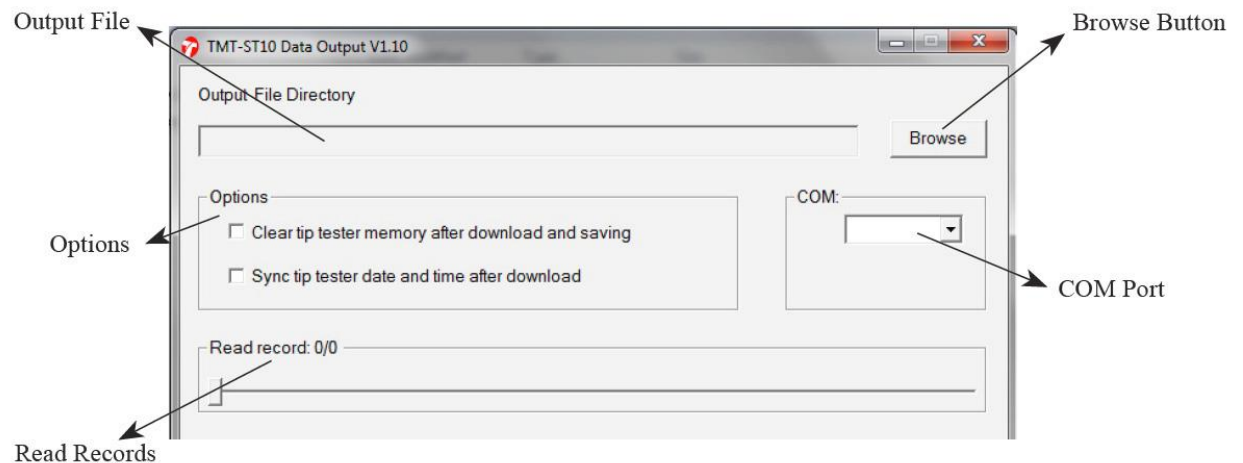 Output File
Browse Button
TMT-ST10 Data Output V1.10
Output File Directory
Browse
Options
COM:
Clear tip tester memory after download and saving
Options
Sync tip tester date and time after download
COM Port
Read record: 0/0
Read Records